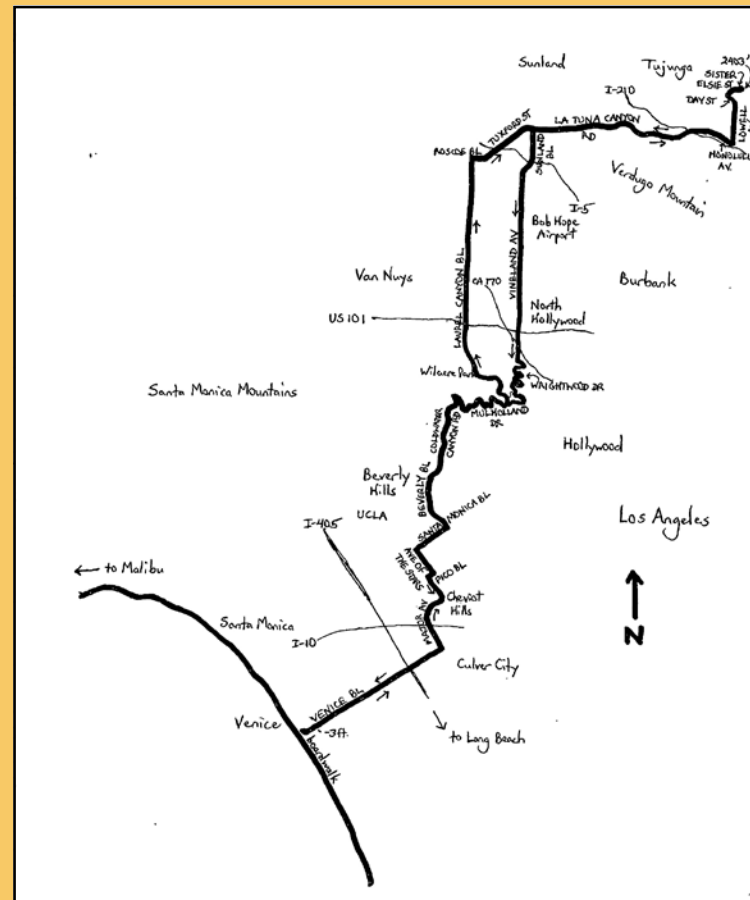 Sunland
Tujunga
2403'
SISTER
ELSIE ST
I-210
DAY ST
LOWELL
TUXFORD ST
LA TUNA CANYON
RD
ROSCOE BL
SUNLAND
BL
HONOLULU
AV.
Verdugo Mountain
I-5
Bob Hope
Airport
Van Nuys
CA 170
VINELAND AV
LAUREL CANYON BL.
Burbank
US 101
North
Hollywood
Wilacre Park
WRIGHTWOOD DR
Santa Monica Mountains
MULHOLLAND
DR
COLDWATER
CANYON RD
Hollywood
Beverly
Hills
BEVERLY BL
UCLA
SANTA MONICA BL
I-405
Los Angeles
AVE OF
THE STARS
PICO BL
← to Malibu
Cheviot
Hills
Santa Monica
MOTOR AV
I-10
N
Culver City
VENICE BL
Venice
-3ft.
to Long Beach
boardwalk